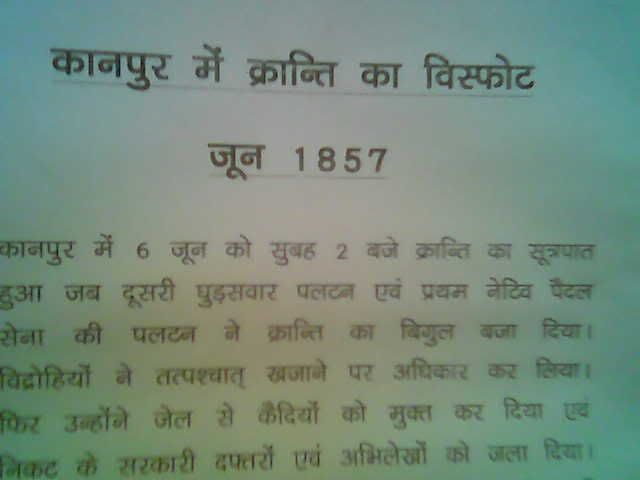 कानपुर में क्रान्ति का विस्फोट
जून 1857
कानपुर में 6 जून को सुबह 2 बजे क्रान्ति का सूत्रपात
हुआ जब दूसरी घुड़सवार पलटन एवं प्रथम नेटिव पैदल
सेना की पलटन ने क्रान्ति का बिगुल बजा दिया।
विद्रोहियों ने तत्पश्चात् खजाने पर अधिकार कर लिया।
फिर उन्होंने जेल से कैदियों को मुक्त कर दिया एवं
निकट के सरकारी दफ्तरों एवं अभिलेखों को जला दिया।